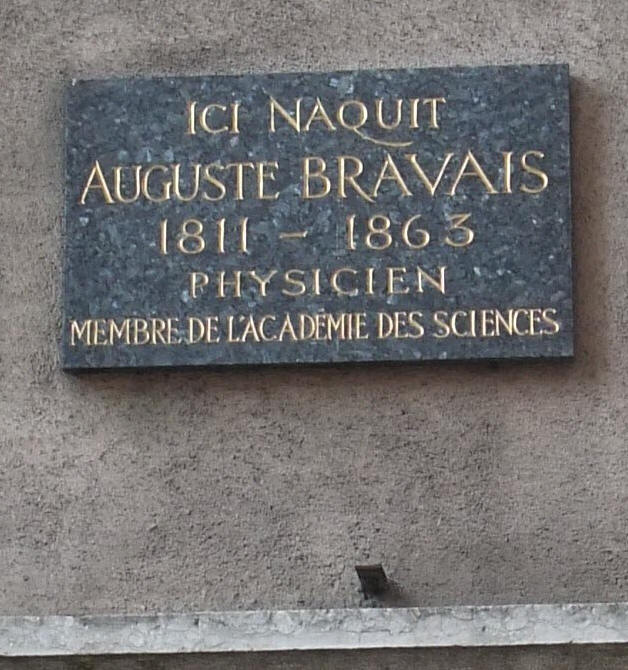 ICI NAQUIT
AUGUSTE BRAVAIS
1811 - 1863
PHYSICIEN
MEMBRE DE L'ACADÉMIE DES SCIENCES